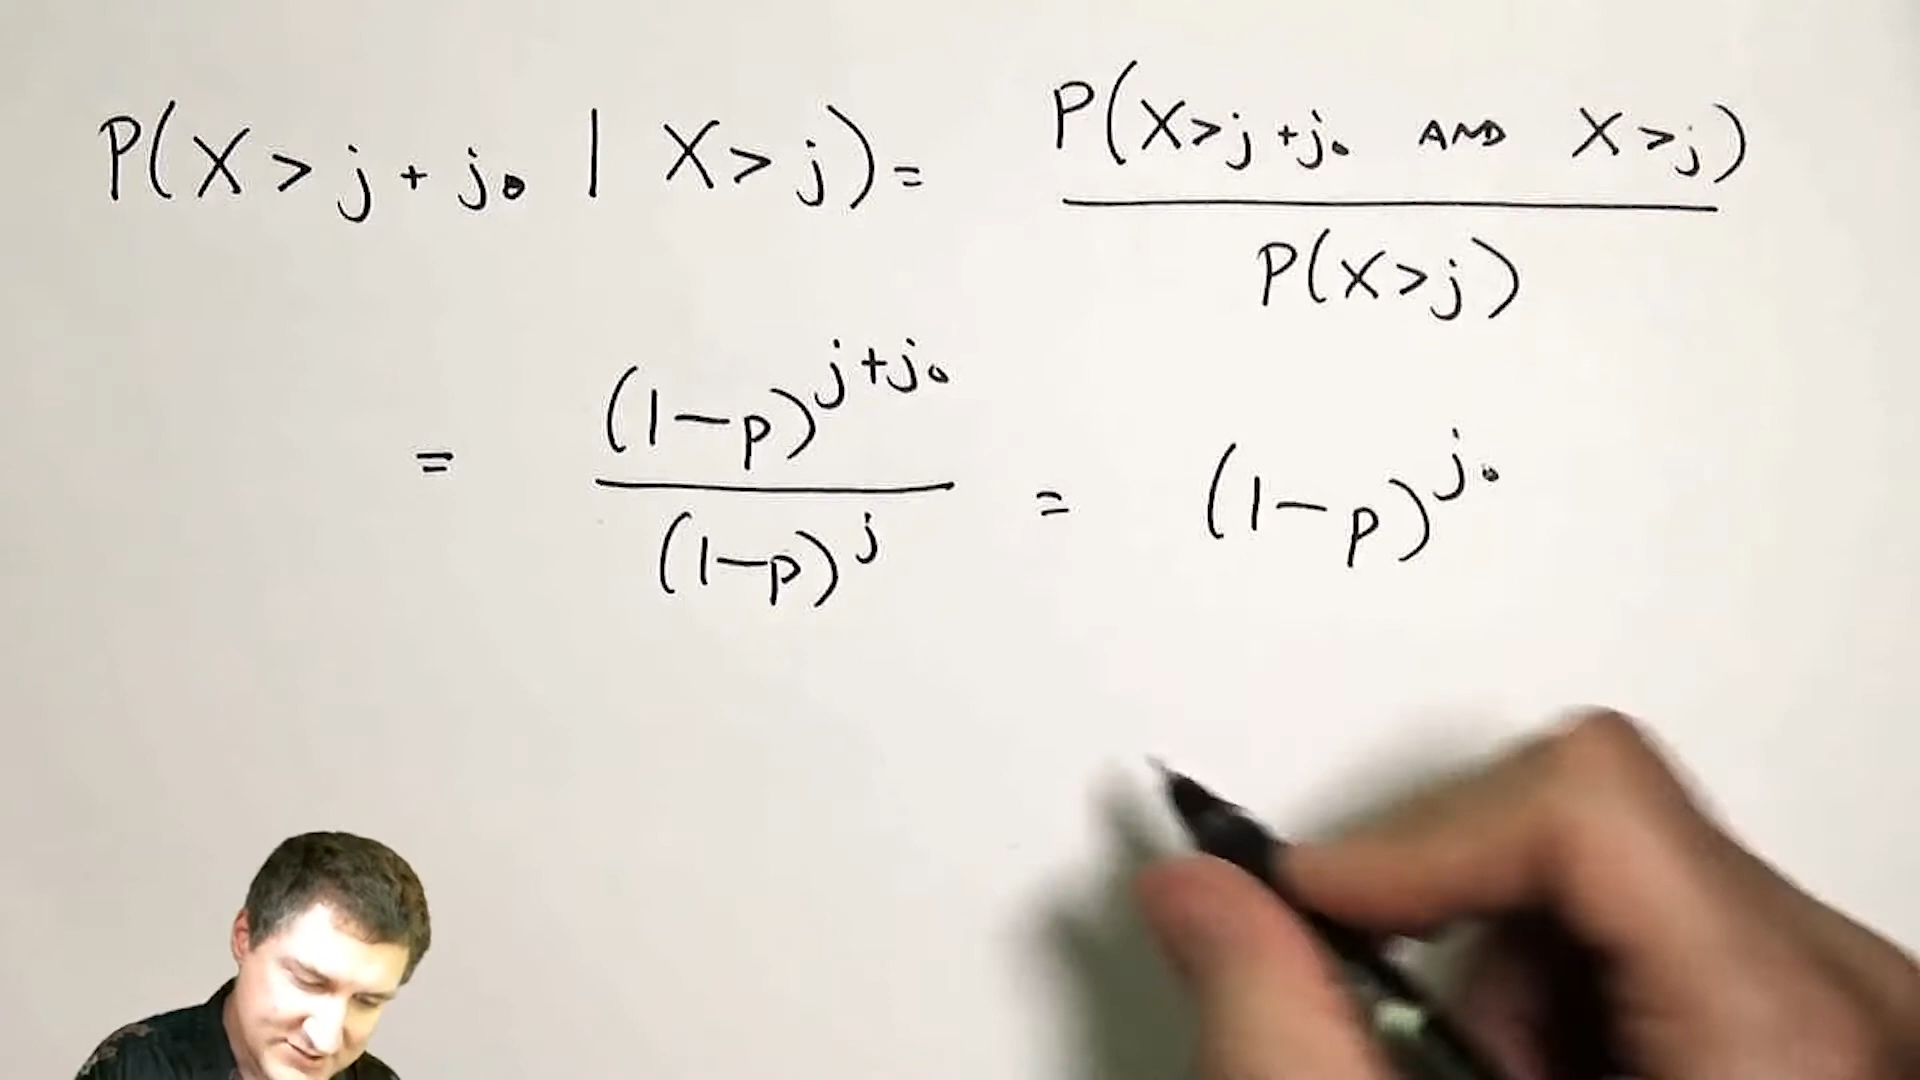 P(X > j + j₀ | X > j) = P(X > j + j₀ AND X > j)
P(X > j)
= (1-p)^{j+j₀} / (1-p)^{j} = (1-p)^{j₀}